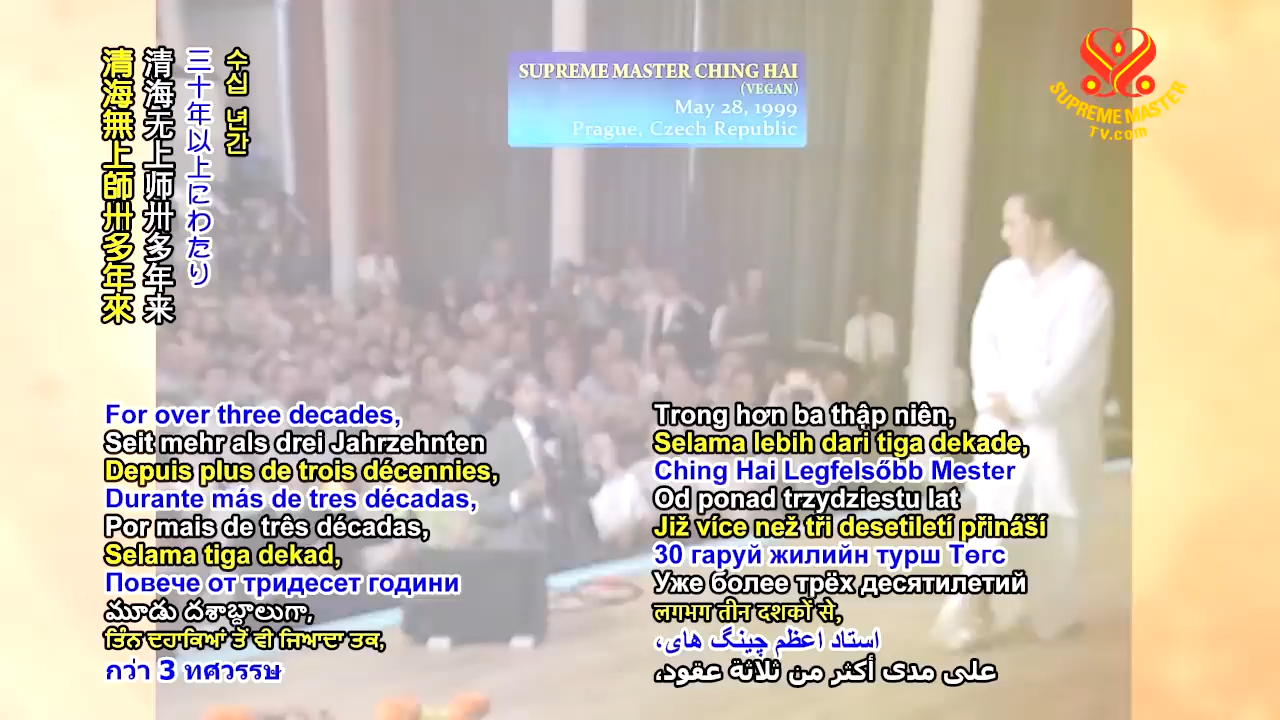 SUPREME MASTER CHING HAI
(VEGAN)
May 28, 1999
Prague, Czech Republic
SUPREME MASTER
TV.com
수십 년간
三十年以上にわたり
清海无上师卅多年来
清海無上師卅多年來
For over three decades,
Seit mehr als drei Jahrzehnten
Depuis plus de trois décennies,
Durante más de tres décadas,
Por mais de três décadas,
Selama tiga dekad,
Повече от тридесет години
మూడు దశాబ్దాలుగా,
ਤਿੰਨ ਦਹਾਕਿਆਂ ਤੋਂ ਵੀ ਜਿਆਦਾ ਤਕ,
กว่า 3 ทศวรรษ
Trong hơn ba thập niên,
Selama lebih dari tiga dekade,
Ching Hai Legfelsőbb Mester
Od ponad trzydziestu lat
Již více než tři desetiletí přináší
30 гаруй жилийн турш Төгс
Уже более трёх десятилетий
लगभग तीन दशकों से,
استاد اعظم چینگ های،
على مدى أكثر من ثلاثة عقود،